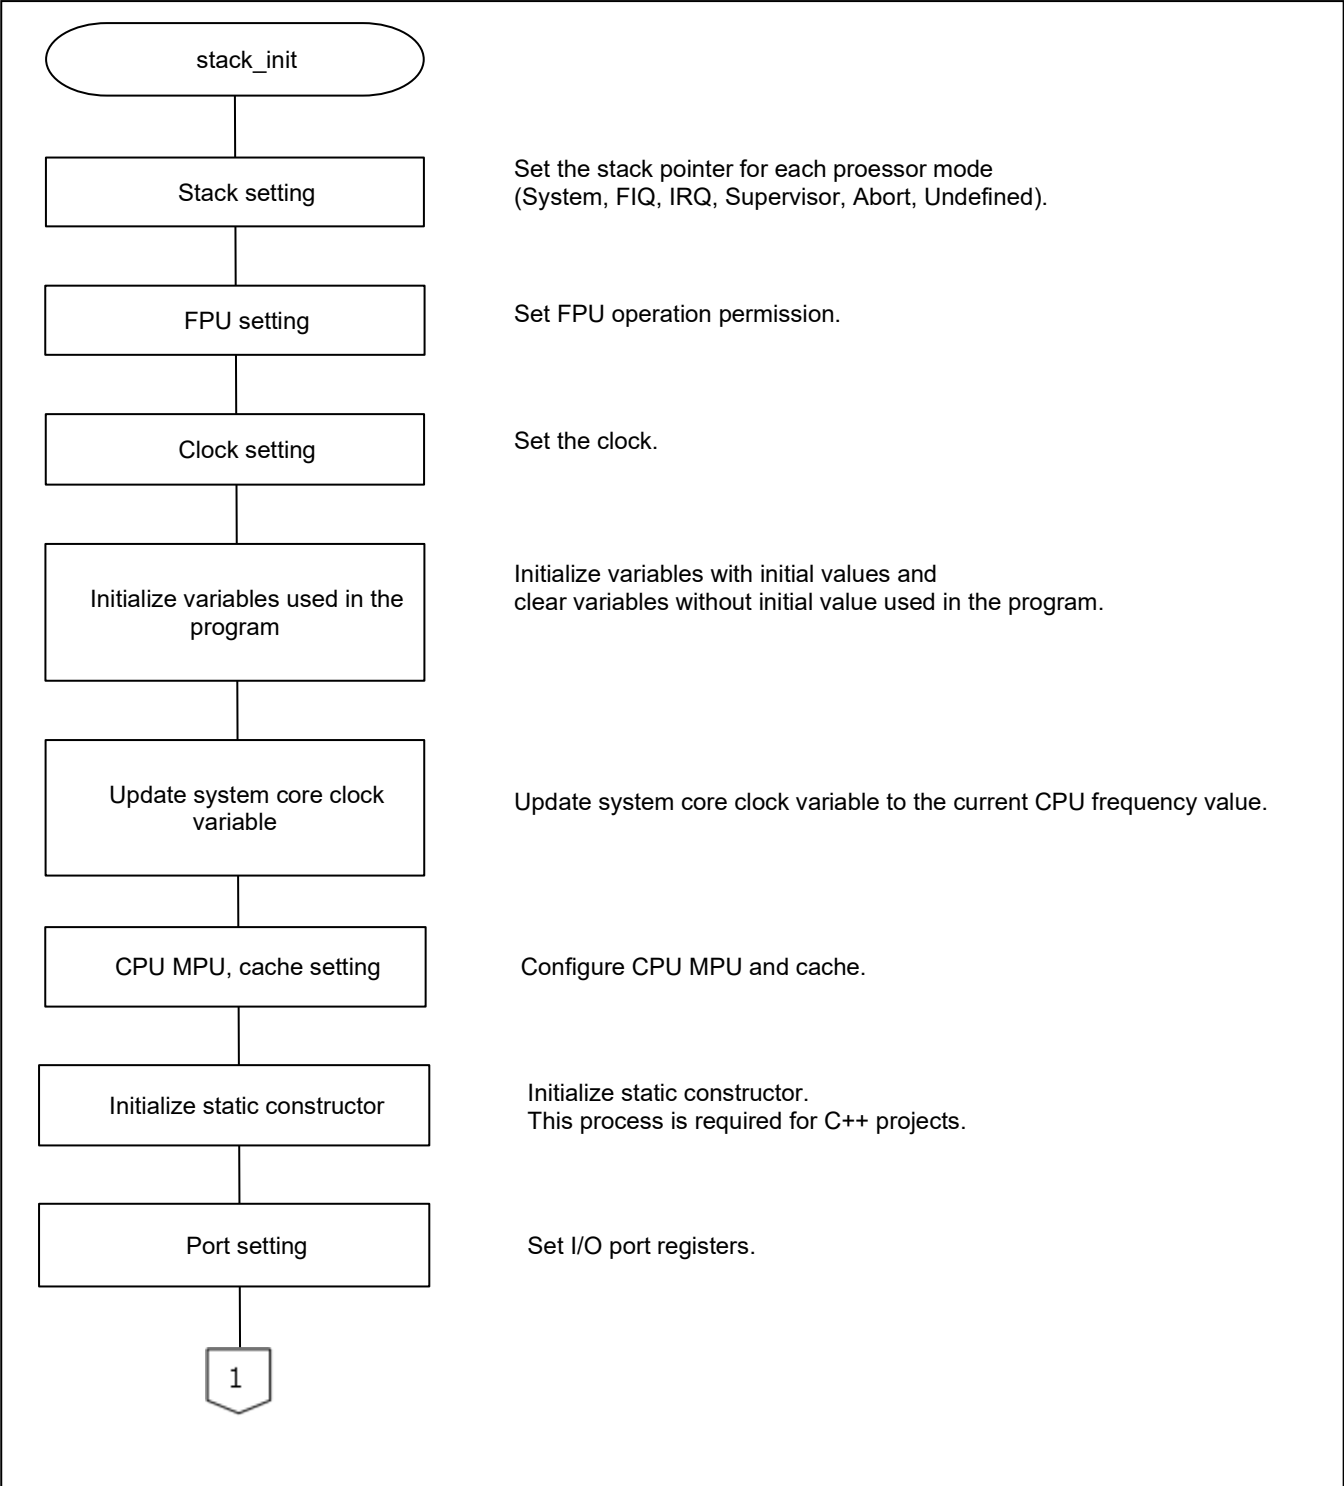 stack_init
Stack setting
Set the stack pointer for each proessor mode
(System, FIQ, IRQ, Supervisor, Abort, Undefined).
FPU setting
Set FPU operation permission.
Clock setting
Set the clock.
Initialize variables used in the
program
Initialize variables with initial values and
clear variables without initial value used in the program.
Update system core clock
variable
Update system core clock variable to the current CPU frequency value.
CPU MPU, cache setting
Configure CPU MPU and cache.
Initialize static constructor
Initialize static constructor.
This process is required for C++ projects.
Port setting
Set I/O port registers.
1